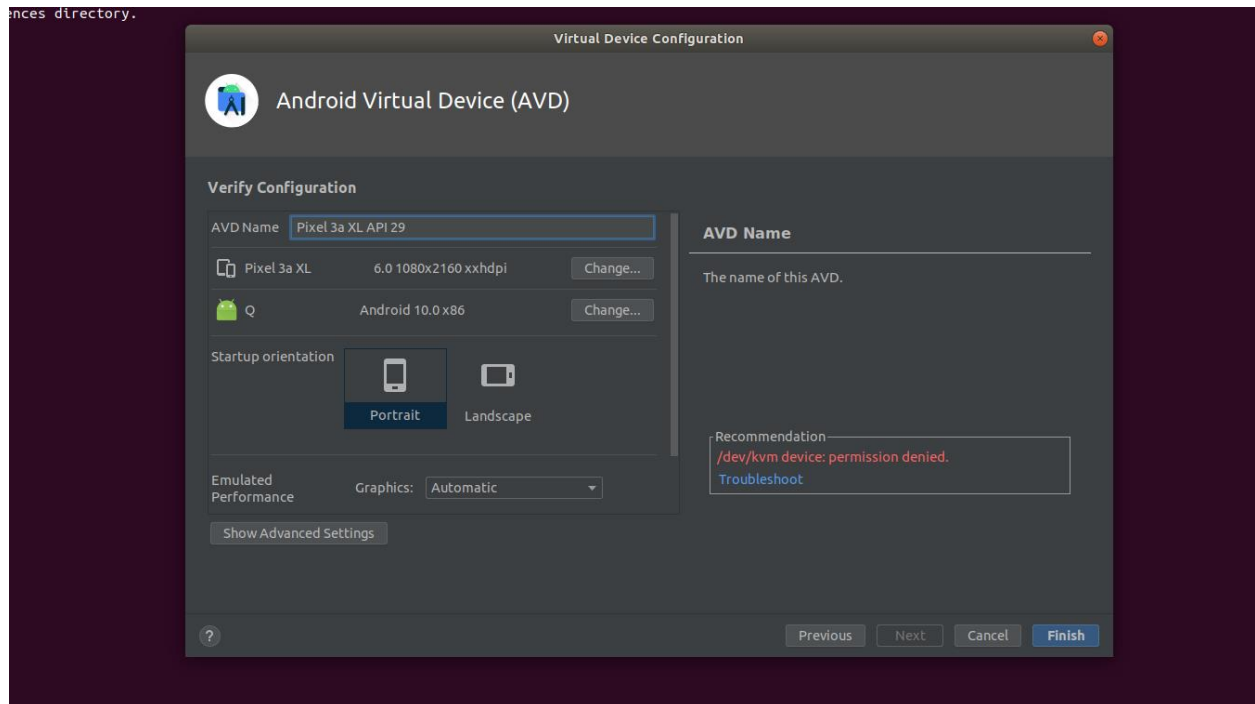 ences directory.
Virtual Device Configuration
Android Virtual Device (AVD)
Verify Configuration
AVD Name Pixel 3a XL API 29
Pixel 3a XL 6.0 1080x2160 xxhdpi Change...
Q Android 10.0 x86 Change...
Startup orientation
Portrait Landscape
Emulated
Performance
Graphics: Automatic
Show Advanced Settings
AVD Name
The name of this AVD.
Recommendation
/dev/kvm device: permission denied.
Troubleshoot
? Previous Next Cancel Finish